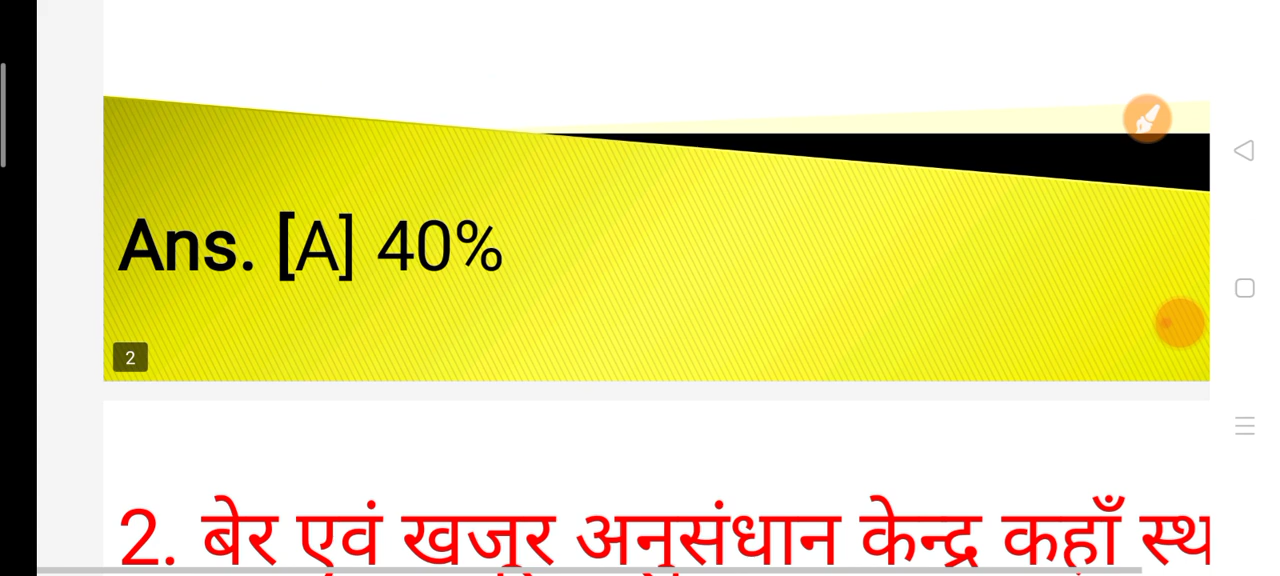 Ans. [A] 40%
2
2. बेर एवं खजूर अनुसंधान केन्द्र कहाँ